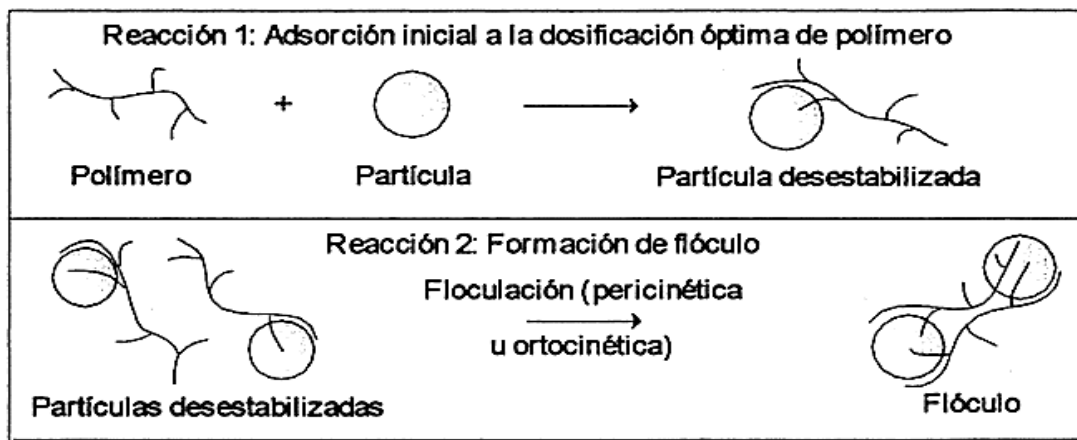 Reacción 1: Adsorción inicial a la dosificación óptima de polímero
+
Polímero
Partícula
Partícula desestabilizada
Reacción 2: Formación de flóculo
Floculación (pericinética
u ortocinética)
Partículas desestabilizadas
Flóculo